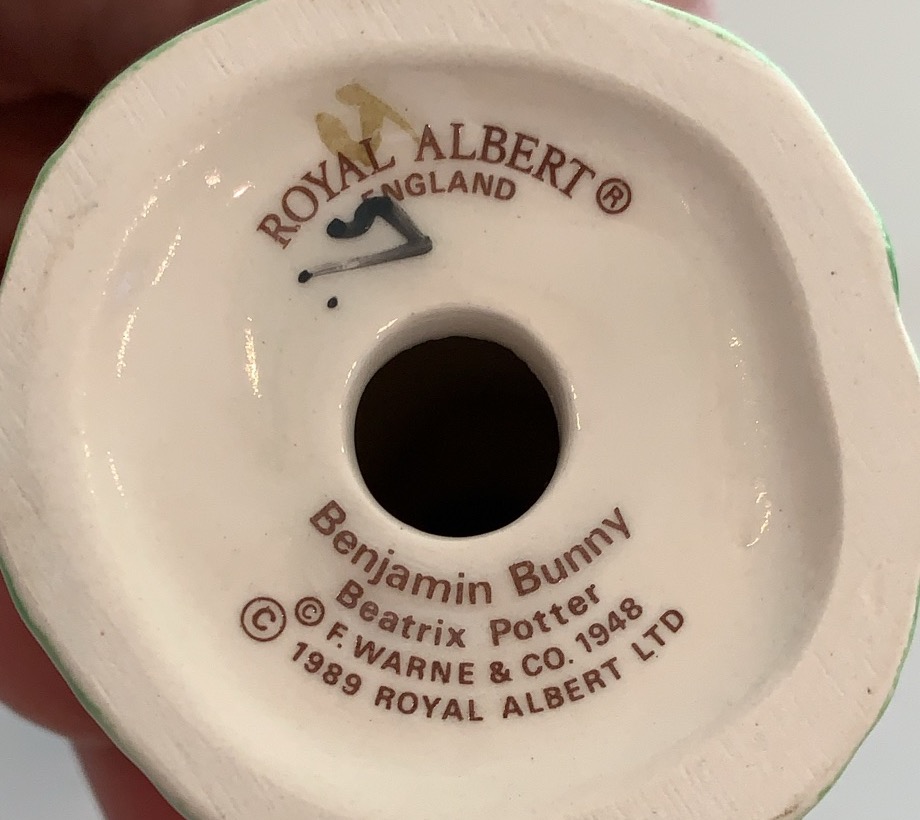 ROYAL ALBERT ®
ENGLAND
Benjamin Bunny
Beatrix Potter
© F. WARNE & CO. 1948
© 1989 ROYAL ALBERT LTD